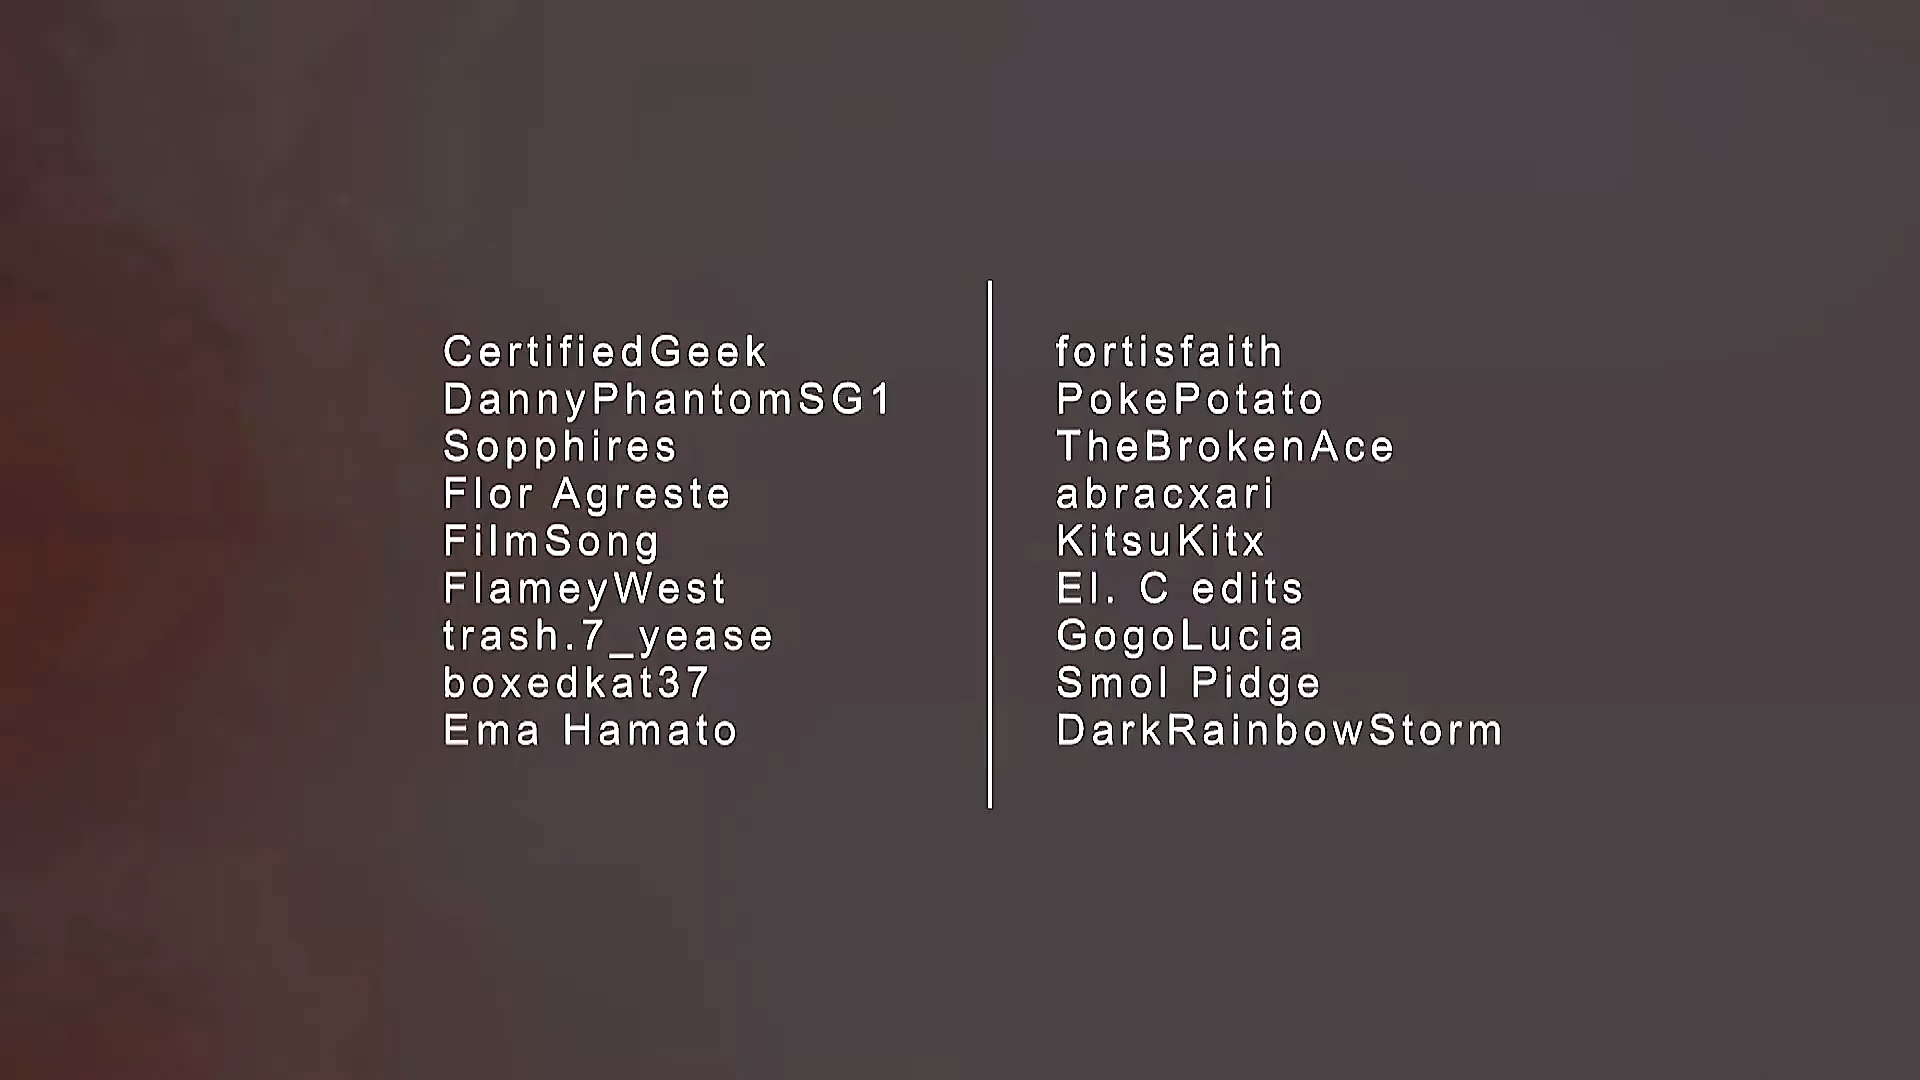 CertifiedGeek
DannyPhantomSG1
Sopphires
Flor Agreste
FilmSong
FlameyWest
trash.7_yease
boxedkat37
Ema Hamato
fortisfaith
PokePotato
TheBrokenAce
abracxari
KitsuKitx
El. C edits
GogoLucia
Smol Pidge
DarkRainbowStorm